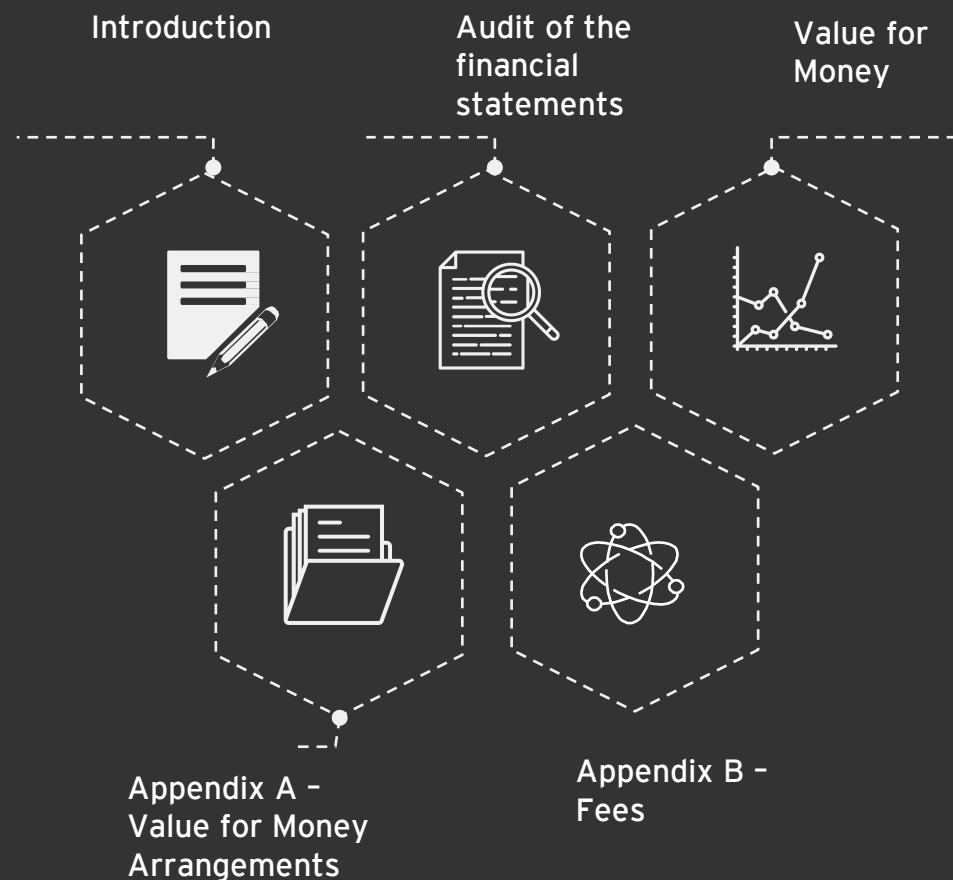 Introduction
Audit of the
financial
statements
Value for
Money
Appendix A –
Value for Money
Arrangements
Appendix B –
Fees